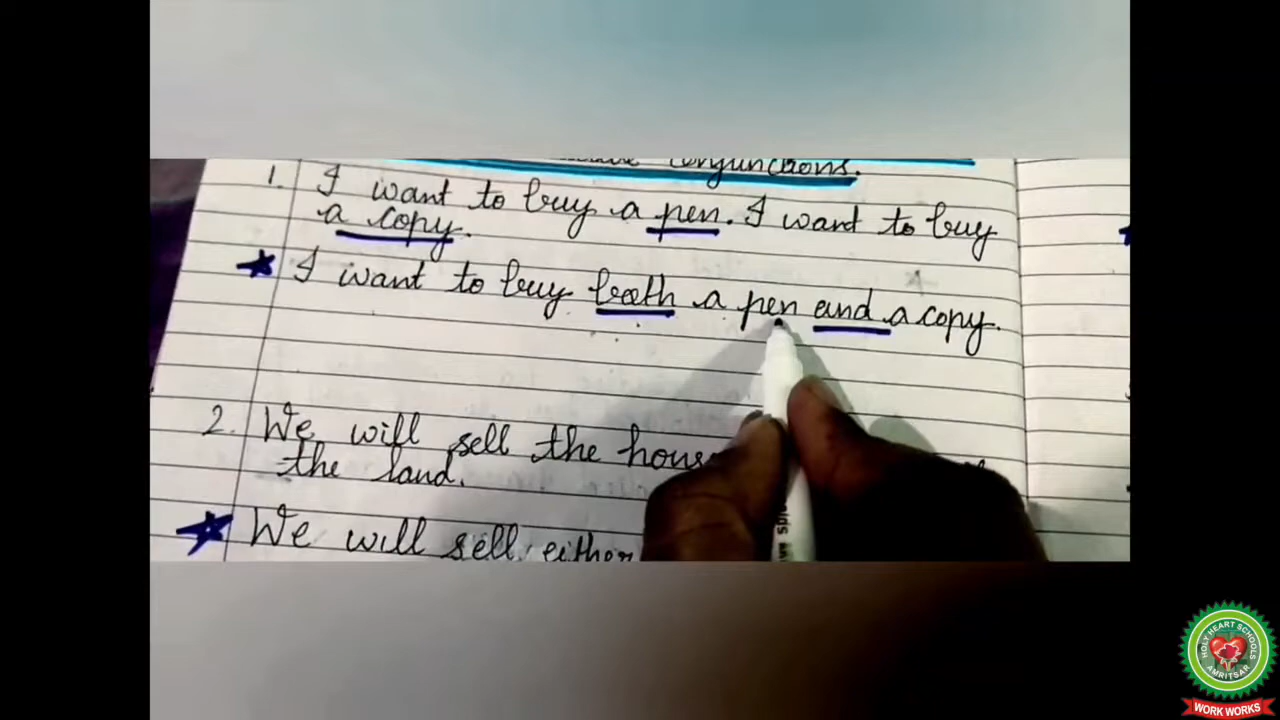 conjunctions.
1. I want to buy a pen. I want to buy
a copy.
I want to buy both a pen and a copy.
2. We will sell the
the land.
We will sell either
HOLY HEART SCHOOLS
AMRITSAR
WORK WORKS